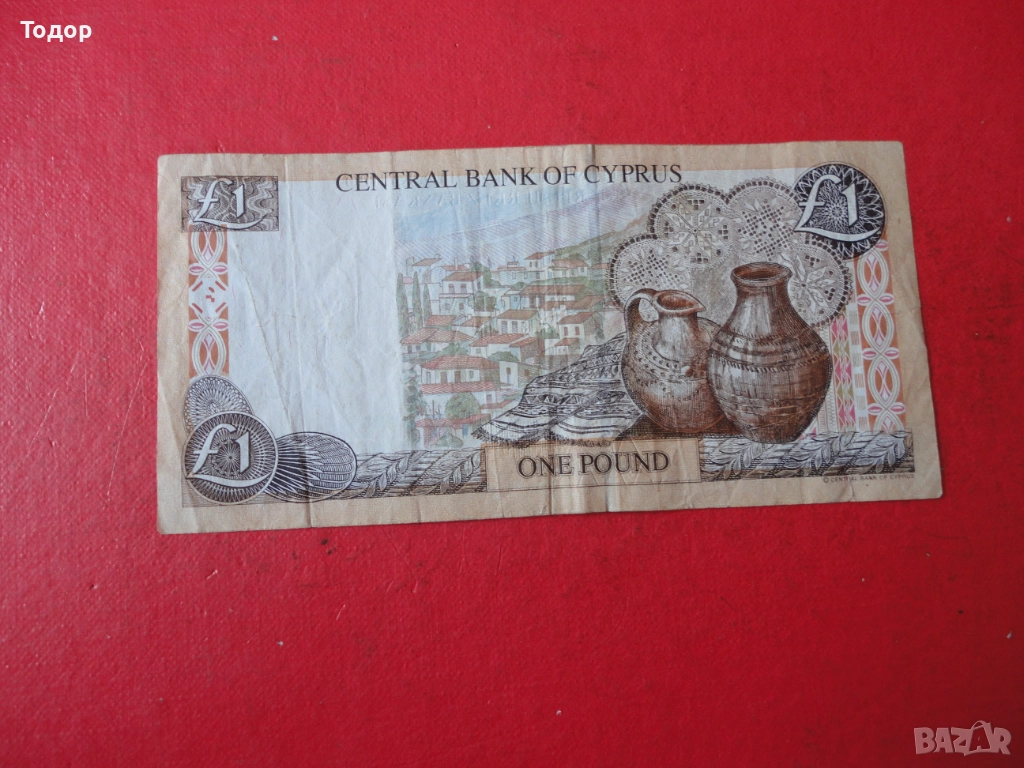 Тодор
CENTRAL BANK OF CYPRUS
£1
£1
£1
ONE POUND
© CENTRAL BANK OF CYPRUS
BAZAR